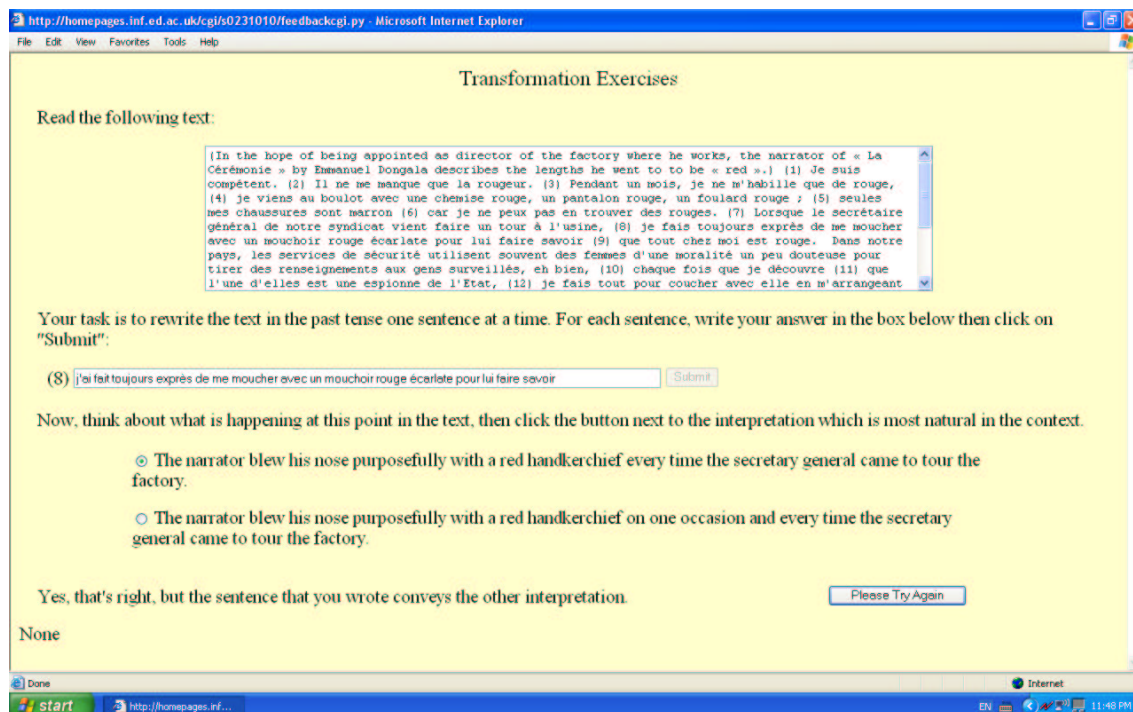 http://homepages.inf.ed.ac.uk/cgi/s0231010/feedbackcgi.py - Microsoft Internet Explorer
File Edit View Favorites Tools Help
Transformation Exercises
Read the following text:
(In the hope of being appointed as director of the factory where he works, the narrator of « La
Cérémonie » by Emmanuel Dongala describes the lengths he went to to be « red ».) (1) Je suis
compétent. (2) Il ne me manque que la rougeur. (3) Pendant un mois, je ne m'habille que de rouge,
(4) je viens au boulot avec une chemise rouge, un pantalon rouge, un foulard rouge ; (5) seules
mes chaussures sont marron (6) car je ne peux pas en trouver des rouges. (7) Lorsque le secrétaire
général de notre syndicat vient faire un tour à l'usine, (8) je fais toujours exprès de me moucher
avec un mouchoir rouge écarlate pour lui faire savoir (9) que tout chez moi est rouge. Dans notre
pays, les services de sécurité utilisent souvent des femmes d'une moralité un peu douteuse pour
tirer des renseignements aux gens surveillés, eh bien, (10) chaque fois que je découvre (11) que
l'une d'elles est une espionne de l'Etat, (12) je fais tout pour coucher avec elle en m'arrangeant
Your task is to rewrite the text in the past tense one sentence at a time. For each sentence, write your answer in the box below then click on
"Submit":
(8) j'ai fait toujours exprès de me moucher avec un mouchoir rouge écarlate pour lui faire savoir Submit
Now, think about what is happening at this point in the text, then click the button next to the interpretation which is most natural in the context.
The narrator blew his nose purposefully with a red handkerchief every time the secretary general came to tour the
factory.
The narrator blew his nose purposefully with a red handkerchief on one occasion and every time the secretary
general came to tour the factory.
Yes, that's right, but the sentence that you wrote conveys the other interpretation. Please Try Again
None
Done Internet
start http://homepages.inf... EN 11:48 PM